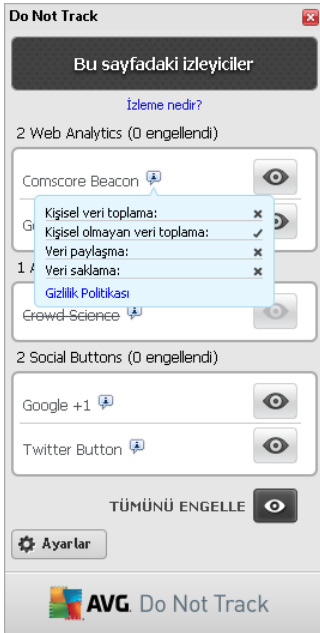 Do Not Track
Bu sayfadaki izleyiciler
İzleme nedir?
2 Web Analytics (0 engellendi)
Comscore Beacon
Kişisel veri toplama:
Kişisel olmayan veri toplama:
Veri paylaşma:
Veri saklama:
Gizlilik Politikası
Crowd Science
2 Social Buttons (0 engellendi)
Google +1
Twitter Button
TÜMÜNÜ ENGELLE
Ayarlar
AVG. Do Not Track